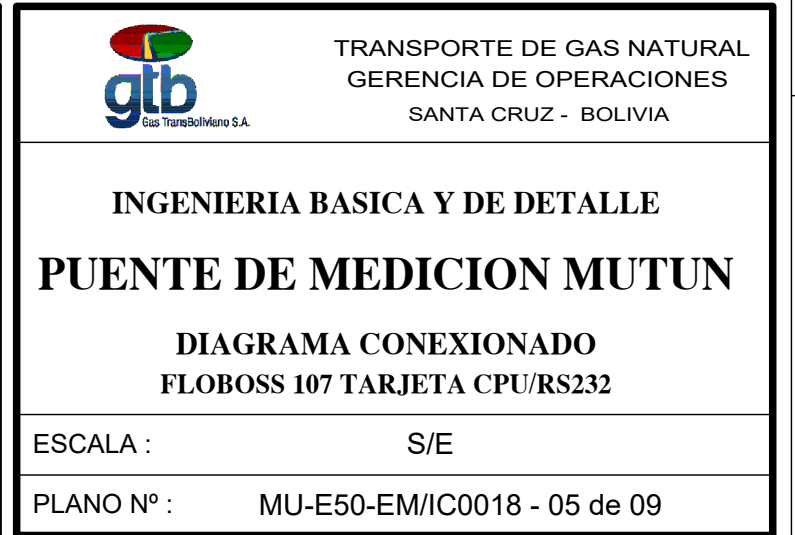 gtb
Gas TransBoliviano S.A.
TRANSPORTE DE GAS NATURAL
GERENCIA DE OPERACIONES
SANTA CRUZ - BOLIVIA
INGENIERIA BASICA Y DE DETALLE
PUENTE DE MEDICION MUTUN
DIAGRAMA CONEXIONADO
FLOBOSS 107 TARJETA CPU/RS232
ESCALA : S/E
PLANO Nº : MU-E50-EM/IC0018 - 05 de 09